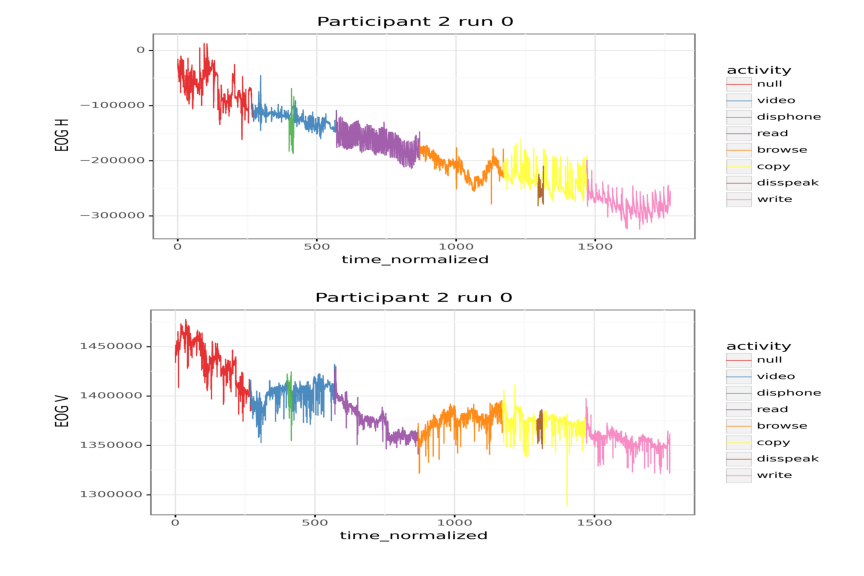 Participant 2 run 0
EOG H
0
−100000
−200000
−300000
0 500 1000 1500
time_normalized
activity
null
video
disphone
read
browse
copy
disspeak
write
Participant 2 run 0
EOG V
1450000
1400000
1350000
1300000
0 500 1000 1500
time_normalized
activity
null
video
disphone
read
browse
copy
disspeak
write